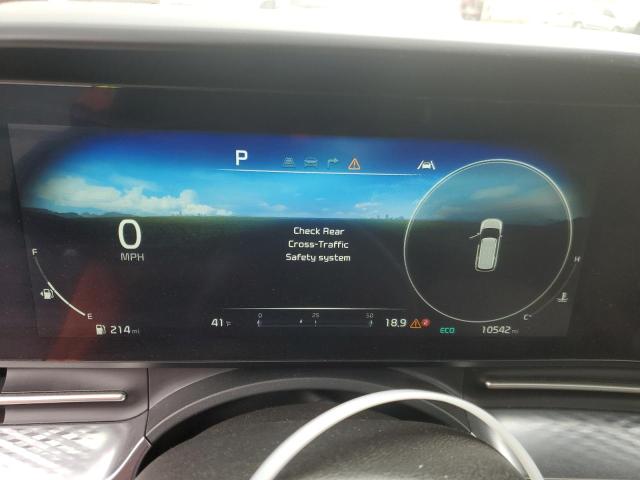 P
0
MPH
Check Rear
Cross-Traffic
Safety system
F
E
H
C
214 mi
41 °F
0 25 50
18.9
2
ECO
10542 mi